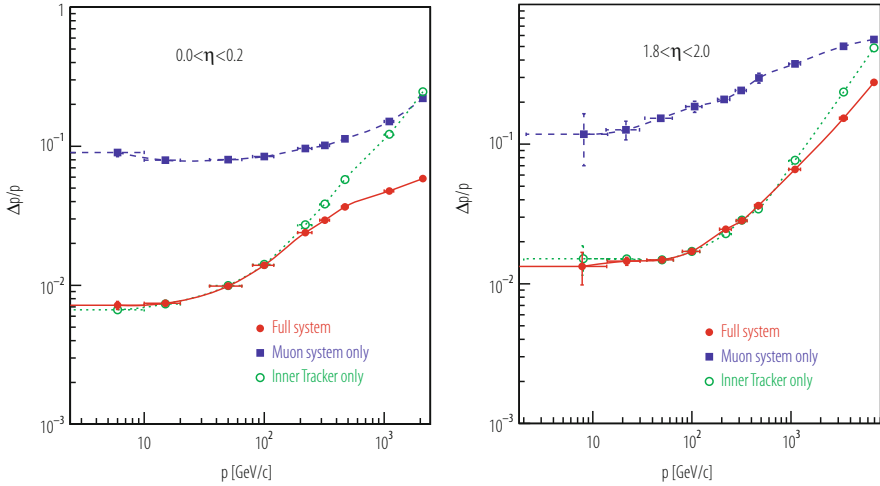 1
0.0<η<0.2
10⁻¹
Δp/p
10⁻²
Full system
Muon system only
Inner Tracker only
10⁻³
10
10²
10³
p [GeV/c]
1
1.8<η<2.0
10⁻¹
Δp/p
10⁻²
Full system
Muon system only
Inner Tracker only
10⁻³
10
10²
10³
p [GeV/c]